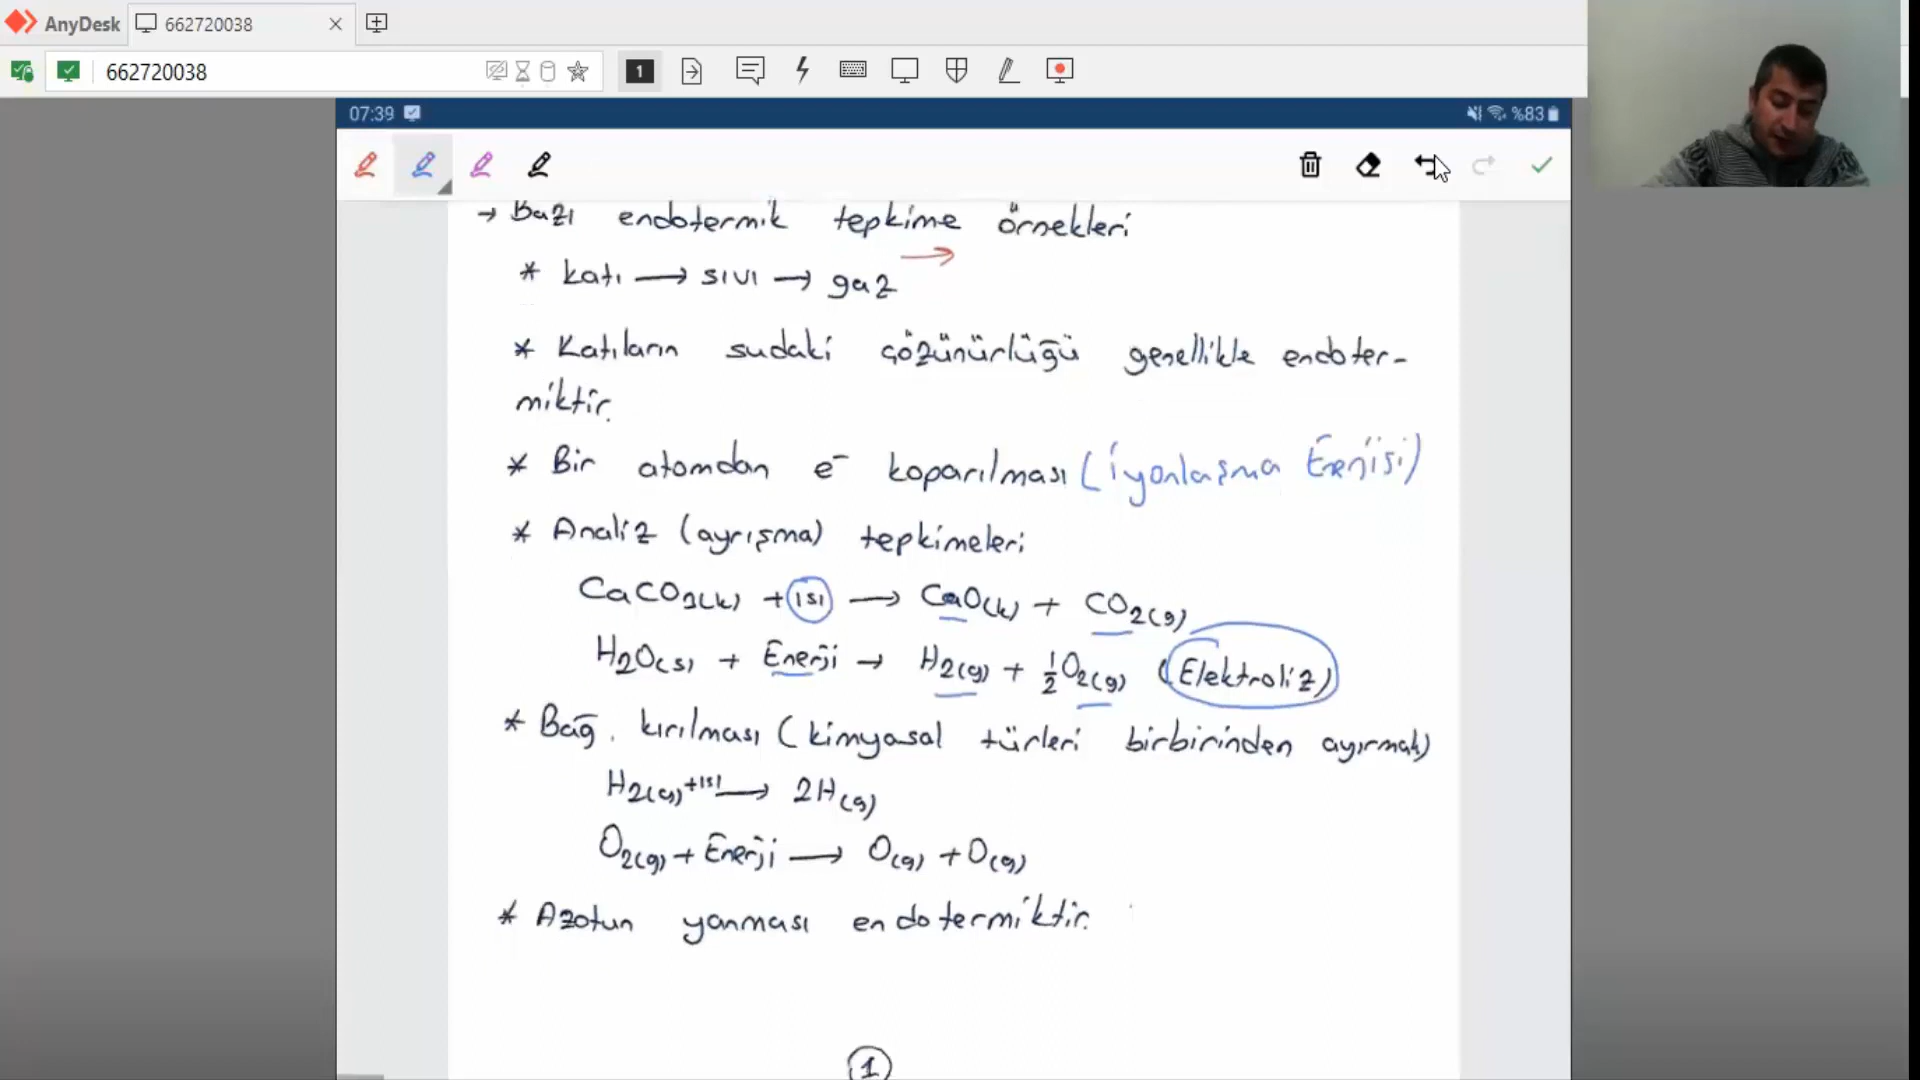 AnyDesk
662720038
662720038
1
07:39
%83
→ Bazı endotermik tepkime örnekleri
* katı → sıvı → gaz →
* Katıların sudaki çözünürlüğü genellikle endoter-
miktir.
* Bir atomdan e⁻ koparılması (İyonlaşma Enerjisi)
* Analiz (ayrışma) tepkimeleri
CaCO₃(k) + ısı → CaO(k) + CO₂(g)
H₂O(s) + Enerji → H₂(g) + ½O₂(g) (Elektroliz)
* Bağ kırılması (kimyasal türleri birbirinden ayırmak)
H₂(g) +ısı → 2H(g)
O₂(g) + Enerji → O(g) + O(g)
* Azotun yanması endotermiktir.
1